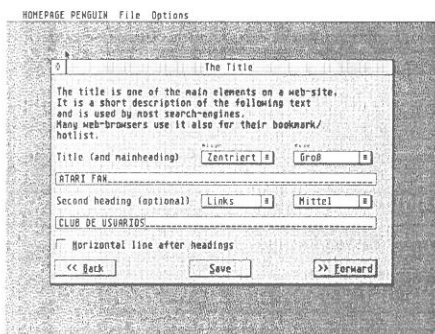 HOMEPAGE PENGUIN File Options
The Title
The title is one of the main elements on a web-site.
It is a short description of the following text
and is used by most search-engines.
Many web-browsers use it also for their bookmark/
hotlist.
Title (and mainheading) Zentriert Groß
ATARI FAN
Second heading (optional) Links Mittel
CLUB DE USUARIOS
Horizontal line after headings
<< Back Save >> Forward